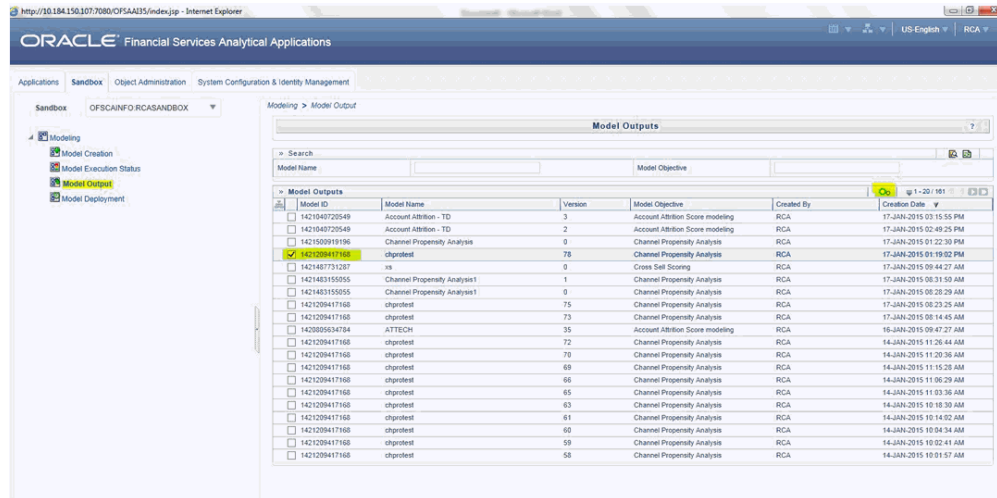 http://10.184.150.107:7080/OFSAAI35/index.jsp - Internet Explorer
ORACLE® Financial Services Analytical Applications
US-English RCA
Applications Sandbox Object Administration System Configuration & Identity Management
Sandbox OFSCAINFO:RCASANDBOX
Modeling > Model Output
Modeling
Model Creation
Model Execution Status
Model Output
Model Deployment
Model Outputs ?
» Search
Model Name Model Objective
» Model Outputs 1 - 20 / 161
Model ID Model Name Version Model Objective Created By Creation Date
1421040720549 Account Attrition - TD 3 Account Attrition Score modeling RCA 17-JAN-2015 03:15:55 PM
1421040720549 Account Attrition - TD 2 Account Attrition Score modeling RCA 17-JAN-2015 02:49:25 PM
1421500919196 Channel Propensity Analysis 0 Channel Propensity Analysis RCA 17-JAN-2015 01:22:30 PM
1421209417168 chprotest 78 Channel Propensity Analysis RCA 17-JAN-2015 01:19:02 PM
1421487731287 xs 0 Cross Sell Scoring RCA 17-JAN-2015 09:44:27 AM
1421483155055 Channel Propensity Analysis1 1 Channel Propensity Analysis RCA 17-JAN-2015 08:31:50 AM
1421483155055 Channel Propensity Analysis1 0 Channel Propensity Analysis RCA 17-JAN-2015 08:28:29 AM
1421209417168 chprotest 75 Channel Propensity Analysis RCA 17-JAN-2015 08:23:25 AM
1421209417168 chprotest 73 Channel Propensity Analysis RCA 17-JAN-2015 08:14:45 AM
1420805634784 ATTECH 35 Account Attrition Score modeling RCA 16-JAN-2015 09:47:27 AM
1421209417168 chprotest 72 Channel Propensity Analysis RCA 14-JAN-2015 11:26:44 AM
1421209417168 chprotest 70 Channel Propensity Analysis RCA 14-JAN-2015 11:20:36 AM
1421209417168 chprotest 69 Channel Propensity Analysis RCA 14-JAN-2015 11:15:28 AM
1421209417168 chprotest 66 Channel Propensity Analysis RCA 14-JAN-2015 11:06:29 AM
1421209417168 chprotest 65 Channel Propensity Analysis RCA 14-JAN-2015 11:03:36 AM
1421209417168 chprotest 63 Channel Propensity Analysis RCA 14-JAN-2015 10:18:30 AM
1421209417168 chprotest 61 Channel Propensity Analysis RCA 14-JAN-2015 10:14:02 AM
1421209417168 chprotest 60 Channel Propensity Analysis RCA 14-JAN-2015 10:04:34 AM
1421209417168 chprotest 59 Channel Propensity Analysis RCA 14-JAN-2015 10:02:41 AM
1421209417168 chprotest 58 Channel Propensity Analysis RCA 14-JAN-2015 10:01:57 AM